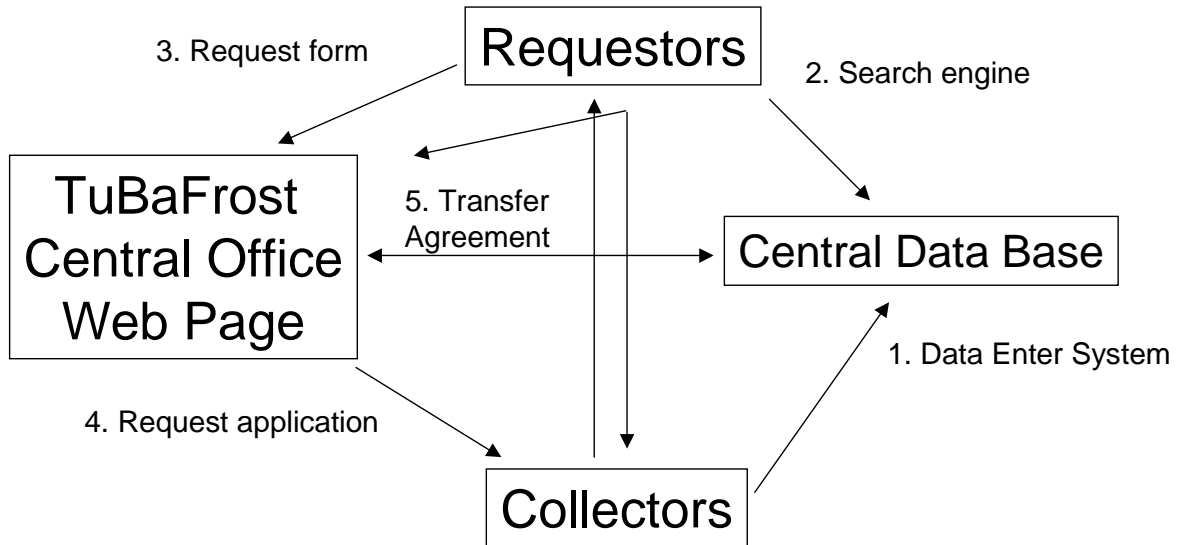 3. Request form
Requestors
2. Search engine
TuBaFrost
Central Office
Web Page
5. Transfer
Agreement
Central Data Base
1. Data Enter System
4. Request application
Collectors